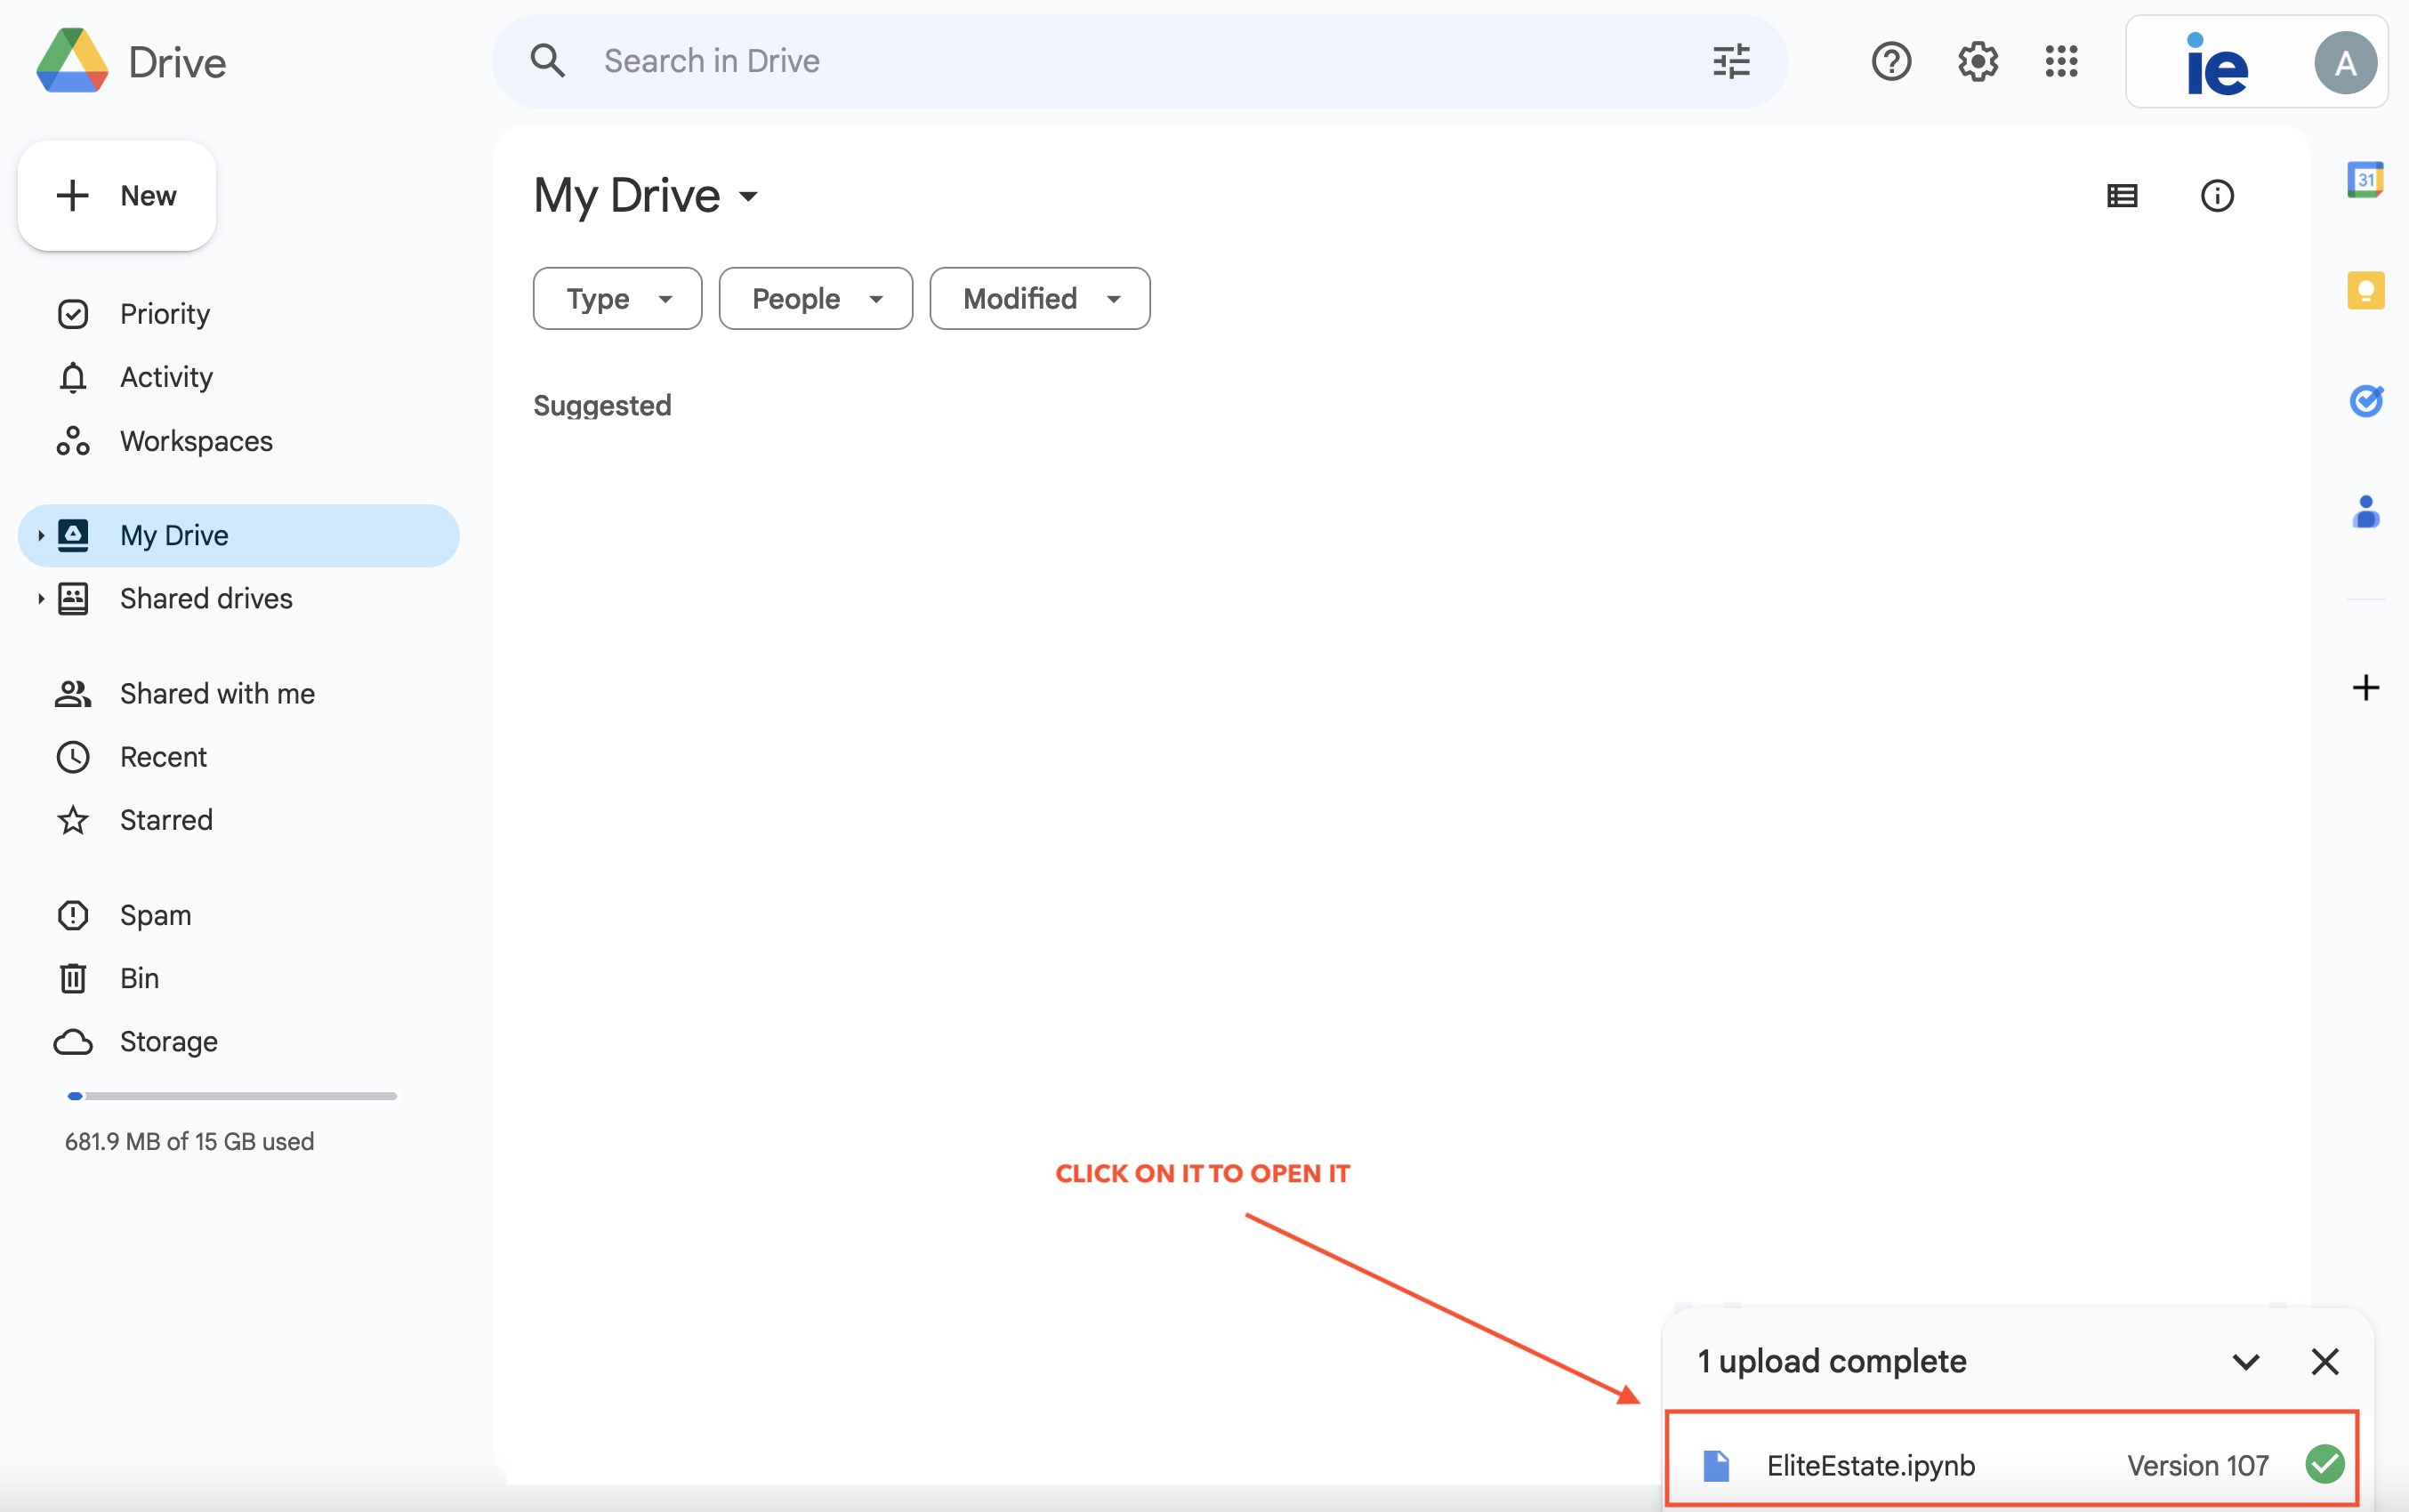 Drive
Search in Drive
ie
A
New
My Drive
31
Type
People
Modified
Priority
Activity
Workspaces
Suggested
My Drive
Shared drives
Shared with me
Recent
Starred
Spam
Bin
Storage
681.9 MB of 15 GB used
CLICK ON IT TO OPEN IT
1 upload complete
EliteEstate.ipynb Version 107